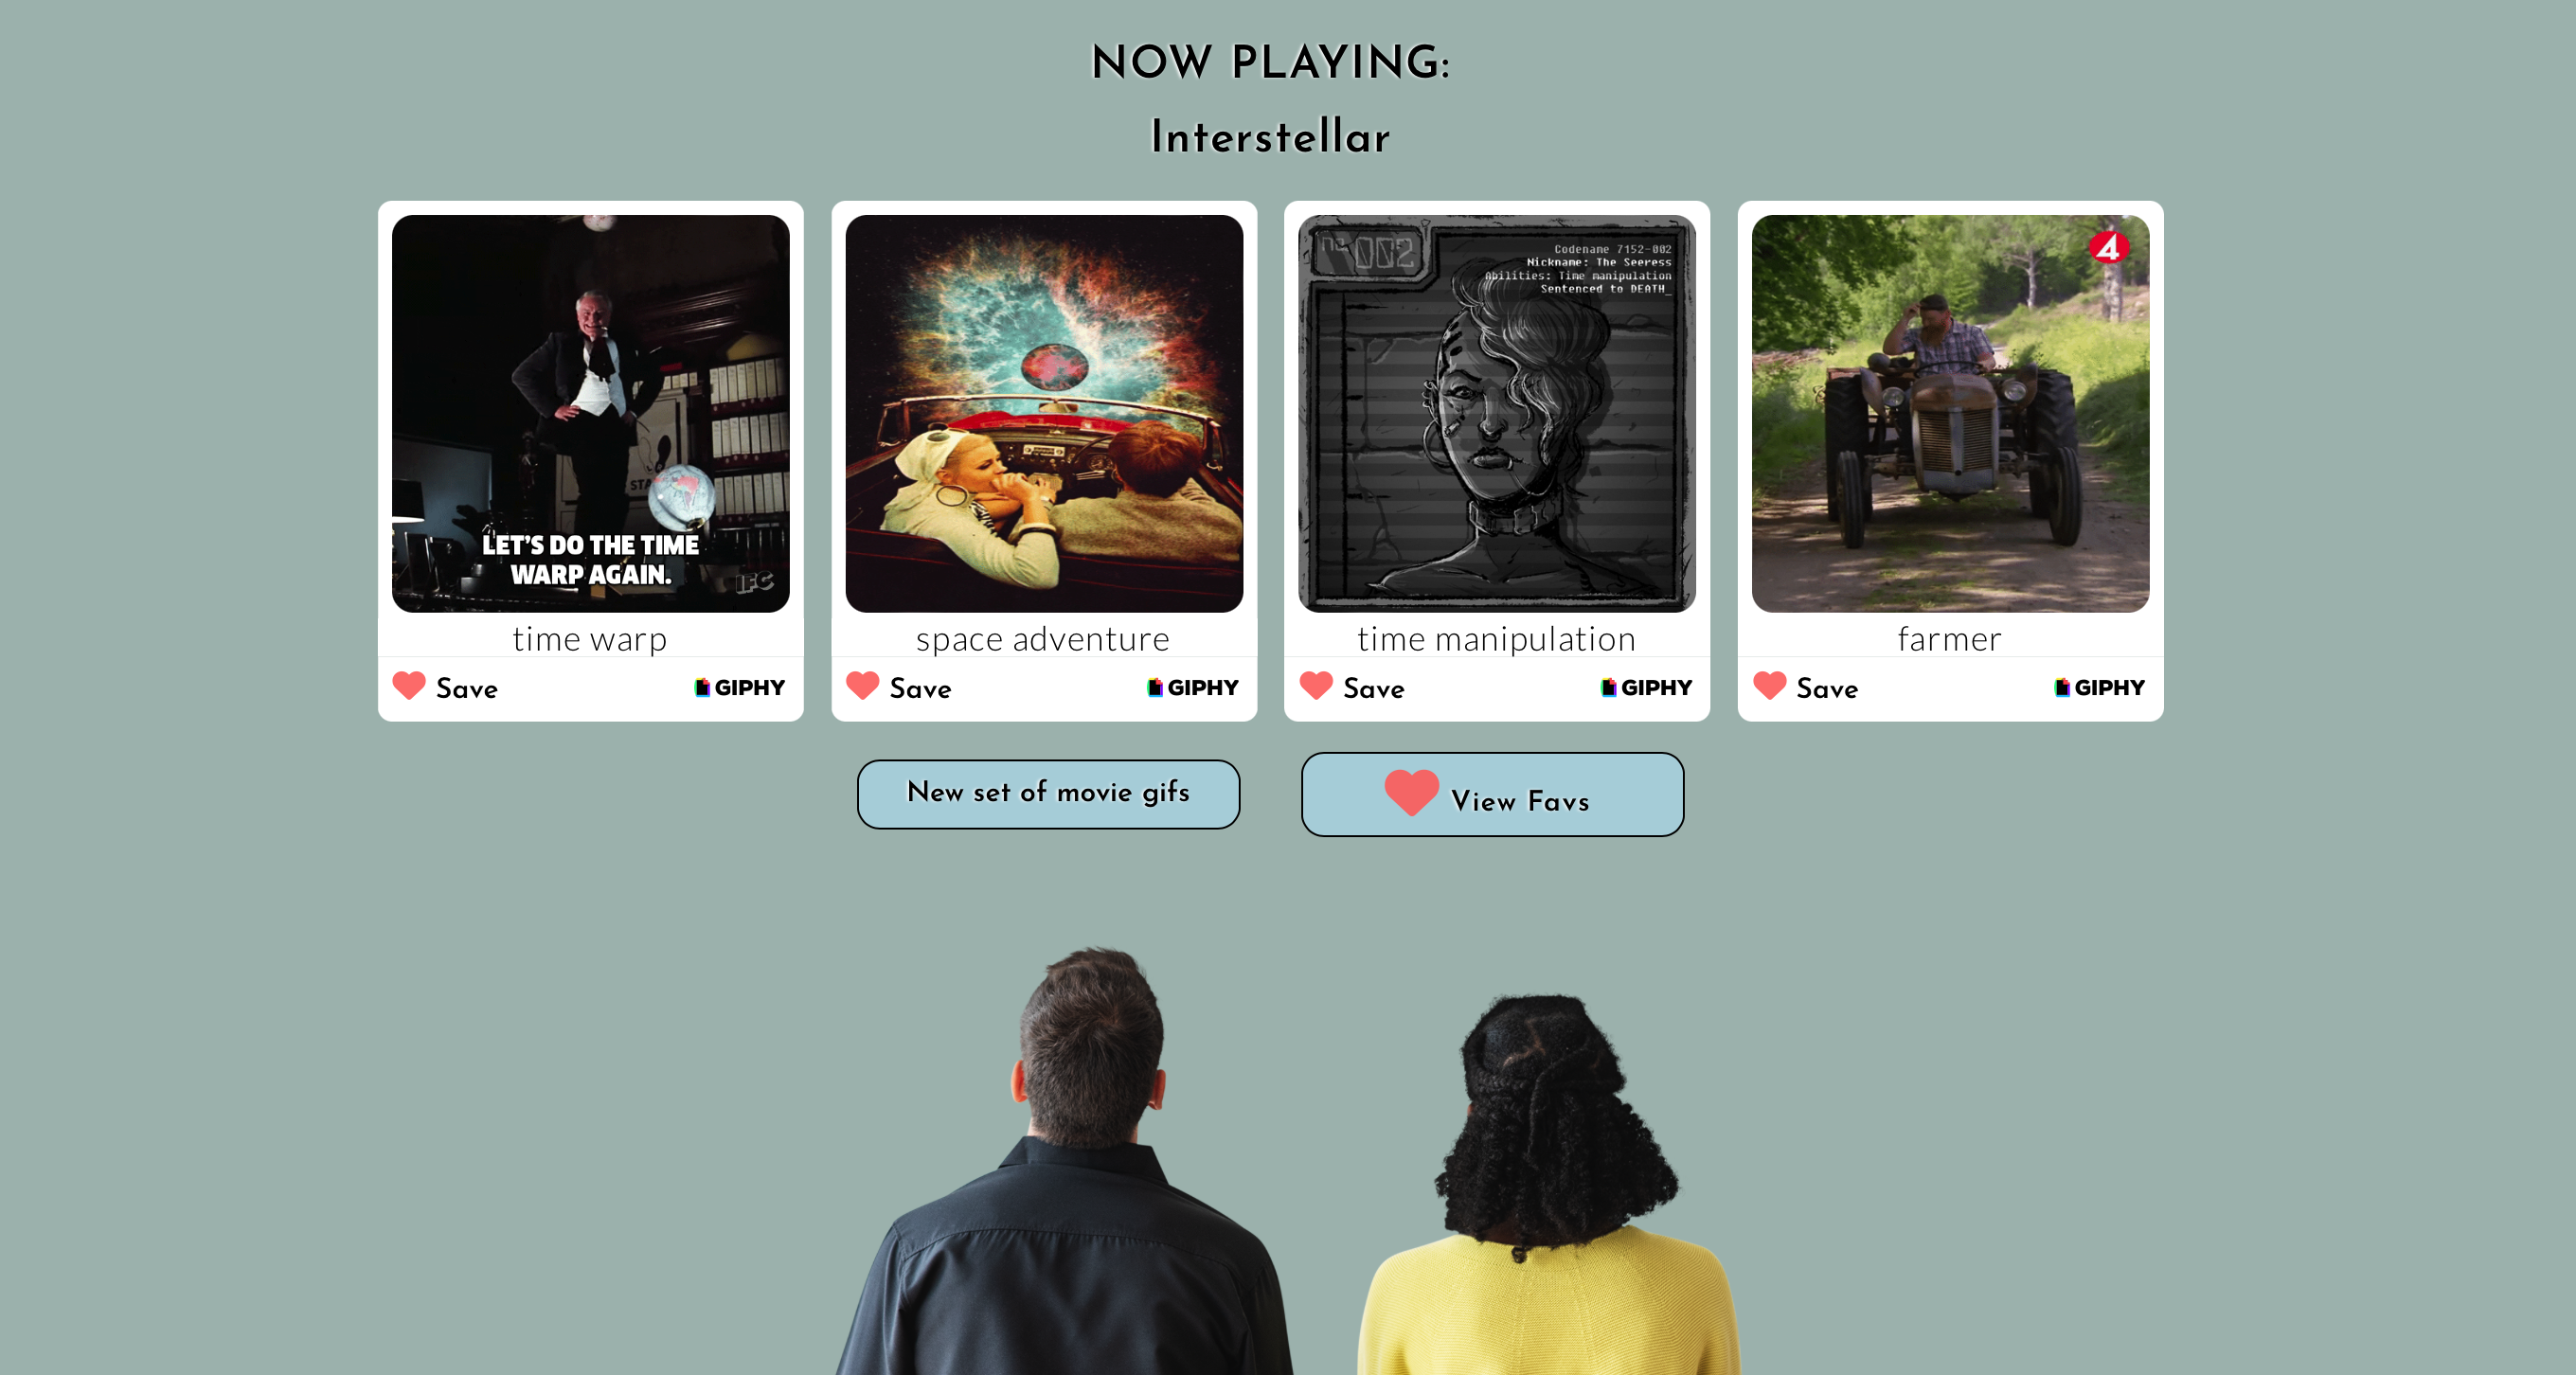 NOW PLAYING:
Interstellar
LET'S DO THE TIME
WARP AGAIN.
IFC
No002
Codename 7152-002
Nickname: The Seeress
Abilities: Time manipulation
Sentenced to DEATH_
4
time warp
space adventure
time manipulation
farmer
Save
GIPHY
Save
GIPHY
Save
GIPHY
Save
GIPHY
New set of movie gifs
View Favs